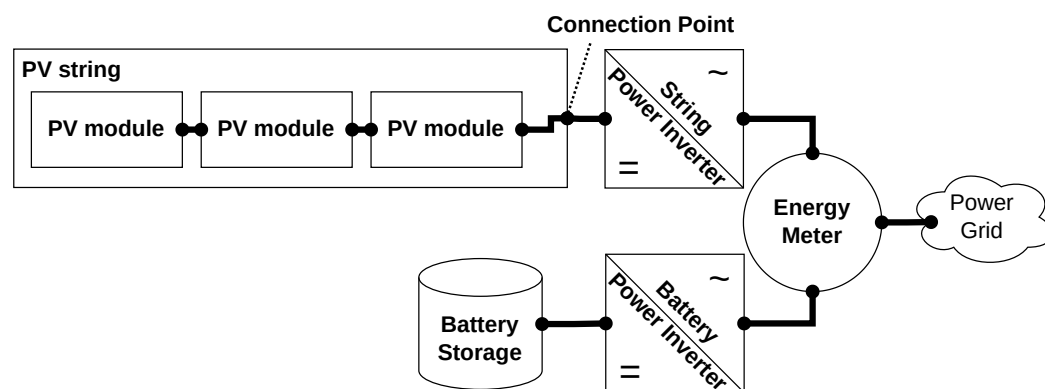 Connection Point
PV string
PV module
PV module
PV module
~
String
Power Inverter
=
Energy
Meter
Power
Grid
Battery
Storage
~
Battery
Power Inverter
=